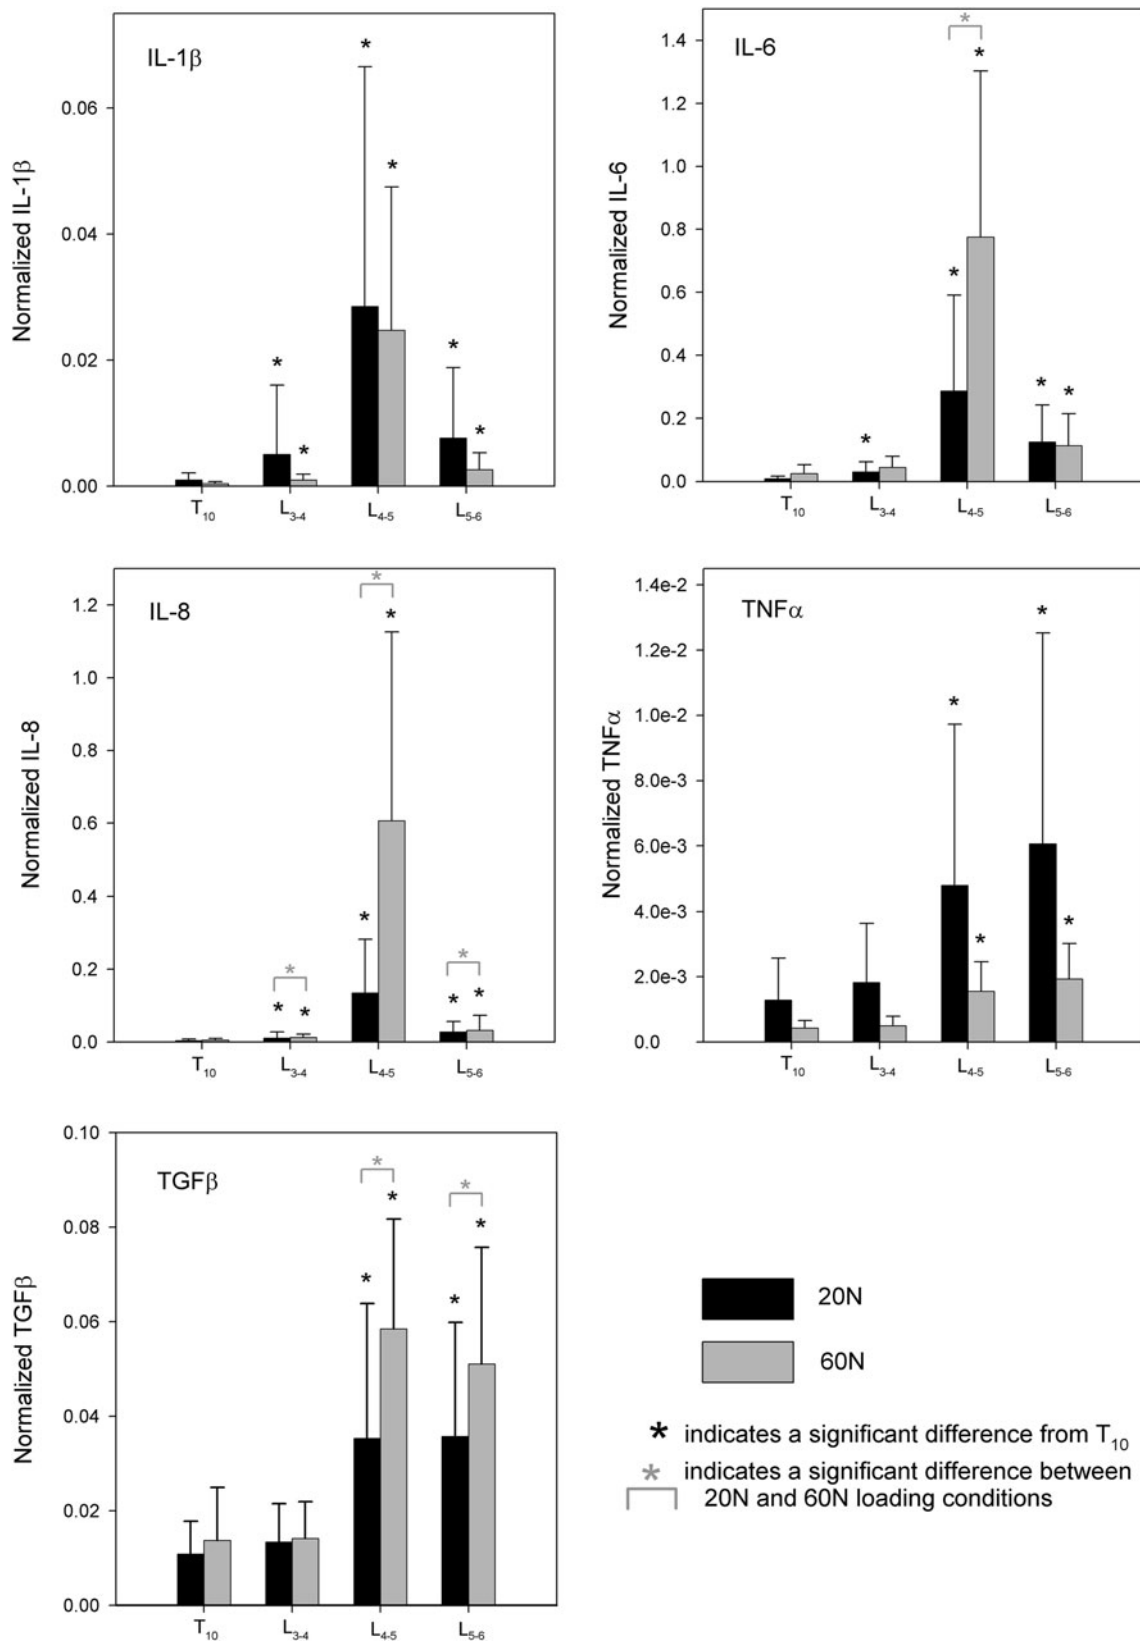 IL-1β
*
*
*
*
*
*
0.06
0.04
0.02
0.00
Normalized IL-1β
T10
L3-4
L4-5
L5-6
IL-6
*
*
*
*
*
*
1.4
1.2
1.0
0.8
0.6
0.4
0.2
0.0
Normalized IL-6
T10
L3-4
L4-5
L5-6
IL-8
*
*
*
*
*
*
*
*
*
1.2
1.0
0.8
0.6
0.4
0.2
0.0
Normalized IL-8
T10
L3-4
L4-5
L5-6
TNFα
*
*
*
*
1.4e-2
1.2e-2
1.0e-2
8.0e-3
6.0e-3
4.0e-3
2.0e-3
0.0
Normalized TNFα
T10
L3-4
L4-5
L5-6
TGFβ
*
*
*
*
*
*
0.10
0.08
0.06
0.04
0.02
0.00
Normalized TGFβ
T10
L3-4
L4-5
L5-6
20N
60N
* indicates a significant difference from T10
* indicates a significant difference between
20N and 60N loading conditions